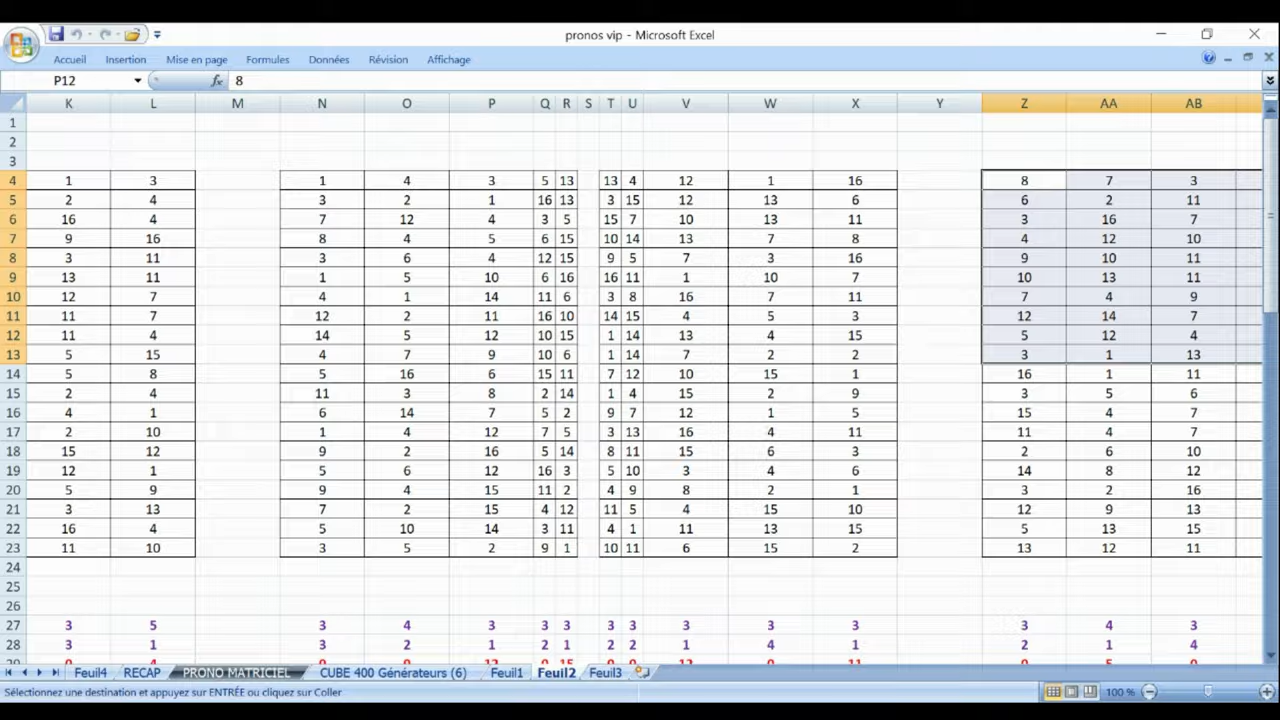 pronos vip - Microsoft Excel
Accueil Insertion Mise en page Formules Données Révision Affichage
P12 fx 8
K L M N O P Q R S T U V W X Y Z AA AB
1
2
3
4 1 3 1 4 3 5 13 13 4 12 1 16 8 7 3
5 2 4 3 2 1 16 13 3 15 12 13 6 6 2 11
6 16 4 7 12 4 3 5 15 7 10 13 11 3 16 7
7 9 16 8 4 5 6 15 10 14 13 7 8 4 12 10
8 3 11 3 6 4 12 15 9 5 7 3 16 9 10 11
9 13 11 1 5 10 6 16 16 11 1 10 7 10 13 11
10 12 7 4 1 14 11 6 3 8 16 7 11 7 4 9
11 11 7 12 2 11 16 10 14 15 4 5 3 12 14 7
12 11 4 14 5 12 10 15 1 14 13 4 15 5 12 4
13 5 15 4 7 9 10 6 1 14 7 2 2 3 1 13
14 5 8 5 16 6 15 11 7 12 10 15 1 16 1 11
15 2 4 11 3 8 2 14 1 4 15 2 9 3 5 6
16 4 1 6 14 7 5 2 9 7 12 1 5 15 4 7
17 2 10 1 4 12 7 5 3 13 16 4 11 11 4 7
18 15 12 9 2 16 5 14 8 11 15 6 3 2 6 10
19 12 1 5 6 12 16 3 5 10 3 4 6 14 8 12
20 5 9 9 4 15 11 2 4 9 8 2 1 3 2 16
21 3 13 7 2 15 4 12 11 5 4 15 10 12 9 13
22 16 4 5 10 14 3 11 4 1 11 13 15 5 13 15
23 11 10 3 5 2 9 1 10 11 6 15 2 13 12 11
24
25
26
27 3 5 3 4 3 3 3 3 3 3 3 3 3 4 3
28 3 1 3 2 1 2 1 2 2 1 4 1 2 1 4
Feuil4 RECAP PRONO MATRICIEL CUBE 400 Générateurs (6) Feuil1 Feuil2 Feuil3
Sélectionnez une destination et appuyez sur ENTRÉE ou cliquez sur Coller 100 %